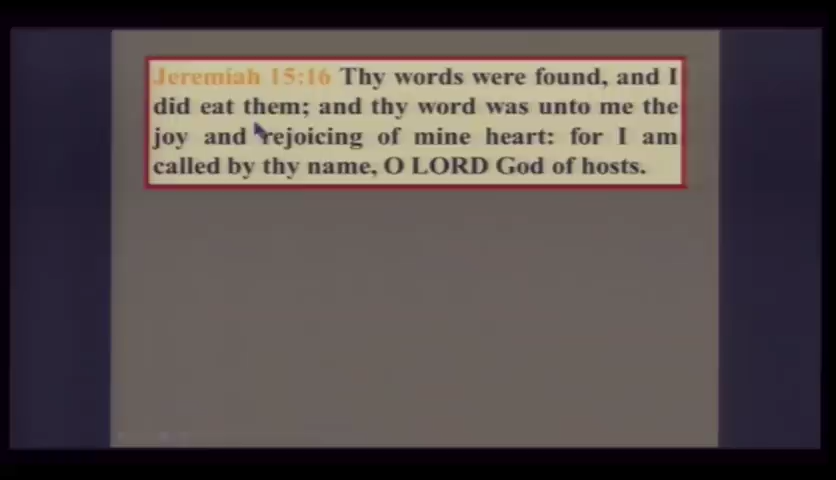 Jeremiah 15:16 Thy words were found, and I
did eat them; and thy word was unto me the
joy and rejoicing of mine heart: for I am
called by thy name, O LORD God of hosts.